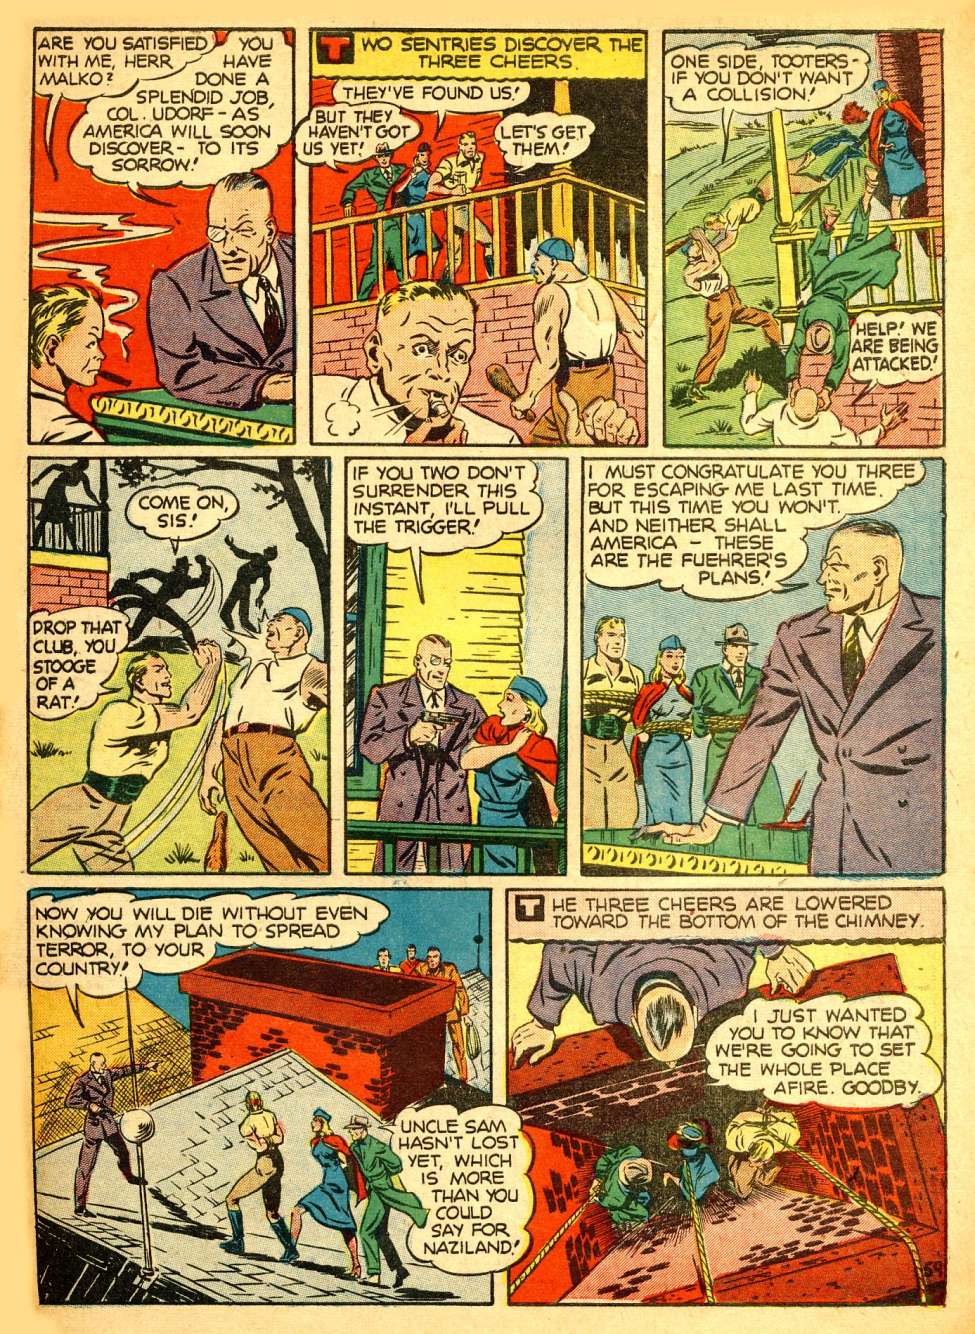 ARE YOU SATISFIED
WITH ME, HERR
MALKO?
YOU
HAVE
DONE A
SPLENDID JOB,
COL. UDORF - AS
AMERICA WILL SOON
DISCOVER - TO ITS
SORROW!
TWO SENTRIES DISCOVER THE
THREE CHEERS.
THEY'VE FOUND US!
BUT THEY
HAVEN'T GOT
US YET!
LET'S GET
THEM!
ONE SIDE, TOOTERS -
IF YOU DON'T WANT
A COLLISION!
HELP! WE
ARE BEING
ATTACKED!
COME ON,
SIS!
DROP THAT
CLUB, YOU
STOOGE
OF A
RAT!
IF YOU TWO DON'T
SURRENDER THIS
INSTANT, I'LL PULL
THE TRIGGER!
I MUST CONGRATULATE YOU THREE
FOR ESCAPING ME LAST TIME.
BUT THIS TIME YOU WON'T.
AND NEITHER SHALL
AMERICA - THESE
ARE THE FUEHRER'S
PLANS!
NOW YOU WILL DIE WITHOUT EVEN
KNOWING MY PLAN TO SPREAD
TERROR, TO YOUR
COUNTRY!
UNCLE SAM
HASN'T LOST
YET, WHICH
IS MORE
THAN YOU
COULD
SAY FOR
NAZILAND!
THE THREE CHEERS ARE LOWERED
TOWARD THE BOTTOM OF THE CHIMNEY.
I JUST WANTED
YOU TO KNOW THAT
WE'RE GOING TO SET
THE WHOLE PLACE
AFIRE. GOODBY.
59